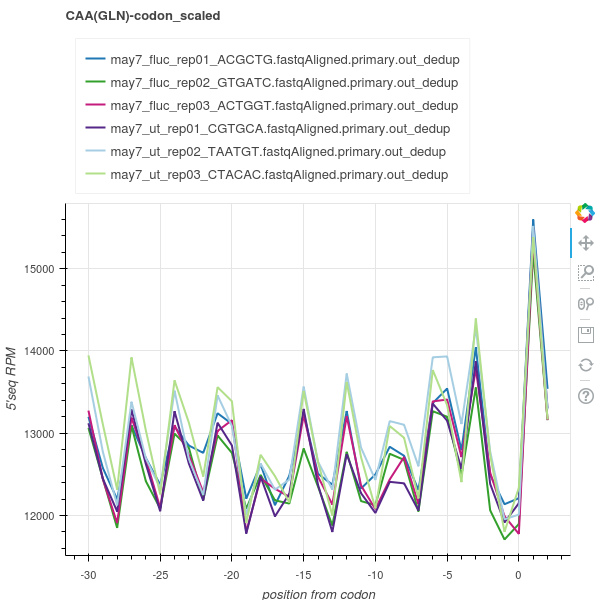 CAA(GLN)-codon_scaled
may7_fluc_rep01_ACGCTG.fastqAligned.primary.out_dedup
may7_fluc_rep02_GTGATC.fastqAligned.primary.out_dedup
may7_fluc_rep03_ACTGGT.fastqAligned.primary.out_dedup
may7_ut_rep01_CGTGCA.fastqAligned.primary.out_dedup
may7_ut_rep02_TAATGT.fastqAligned.primary.out_dedup
may7_ut_rep03_CTACAC.fastqAligned.primary.out_dedup
5'seq RPM
15000
14000
13000
12000
-30 -25 -20 -15 -10 -5 0
position from codon